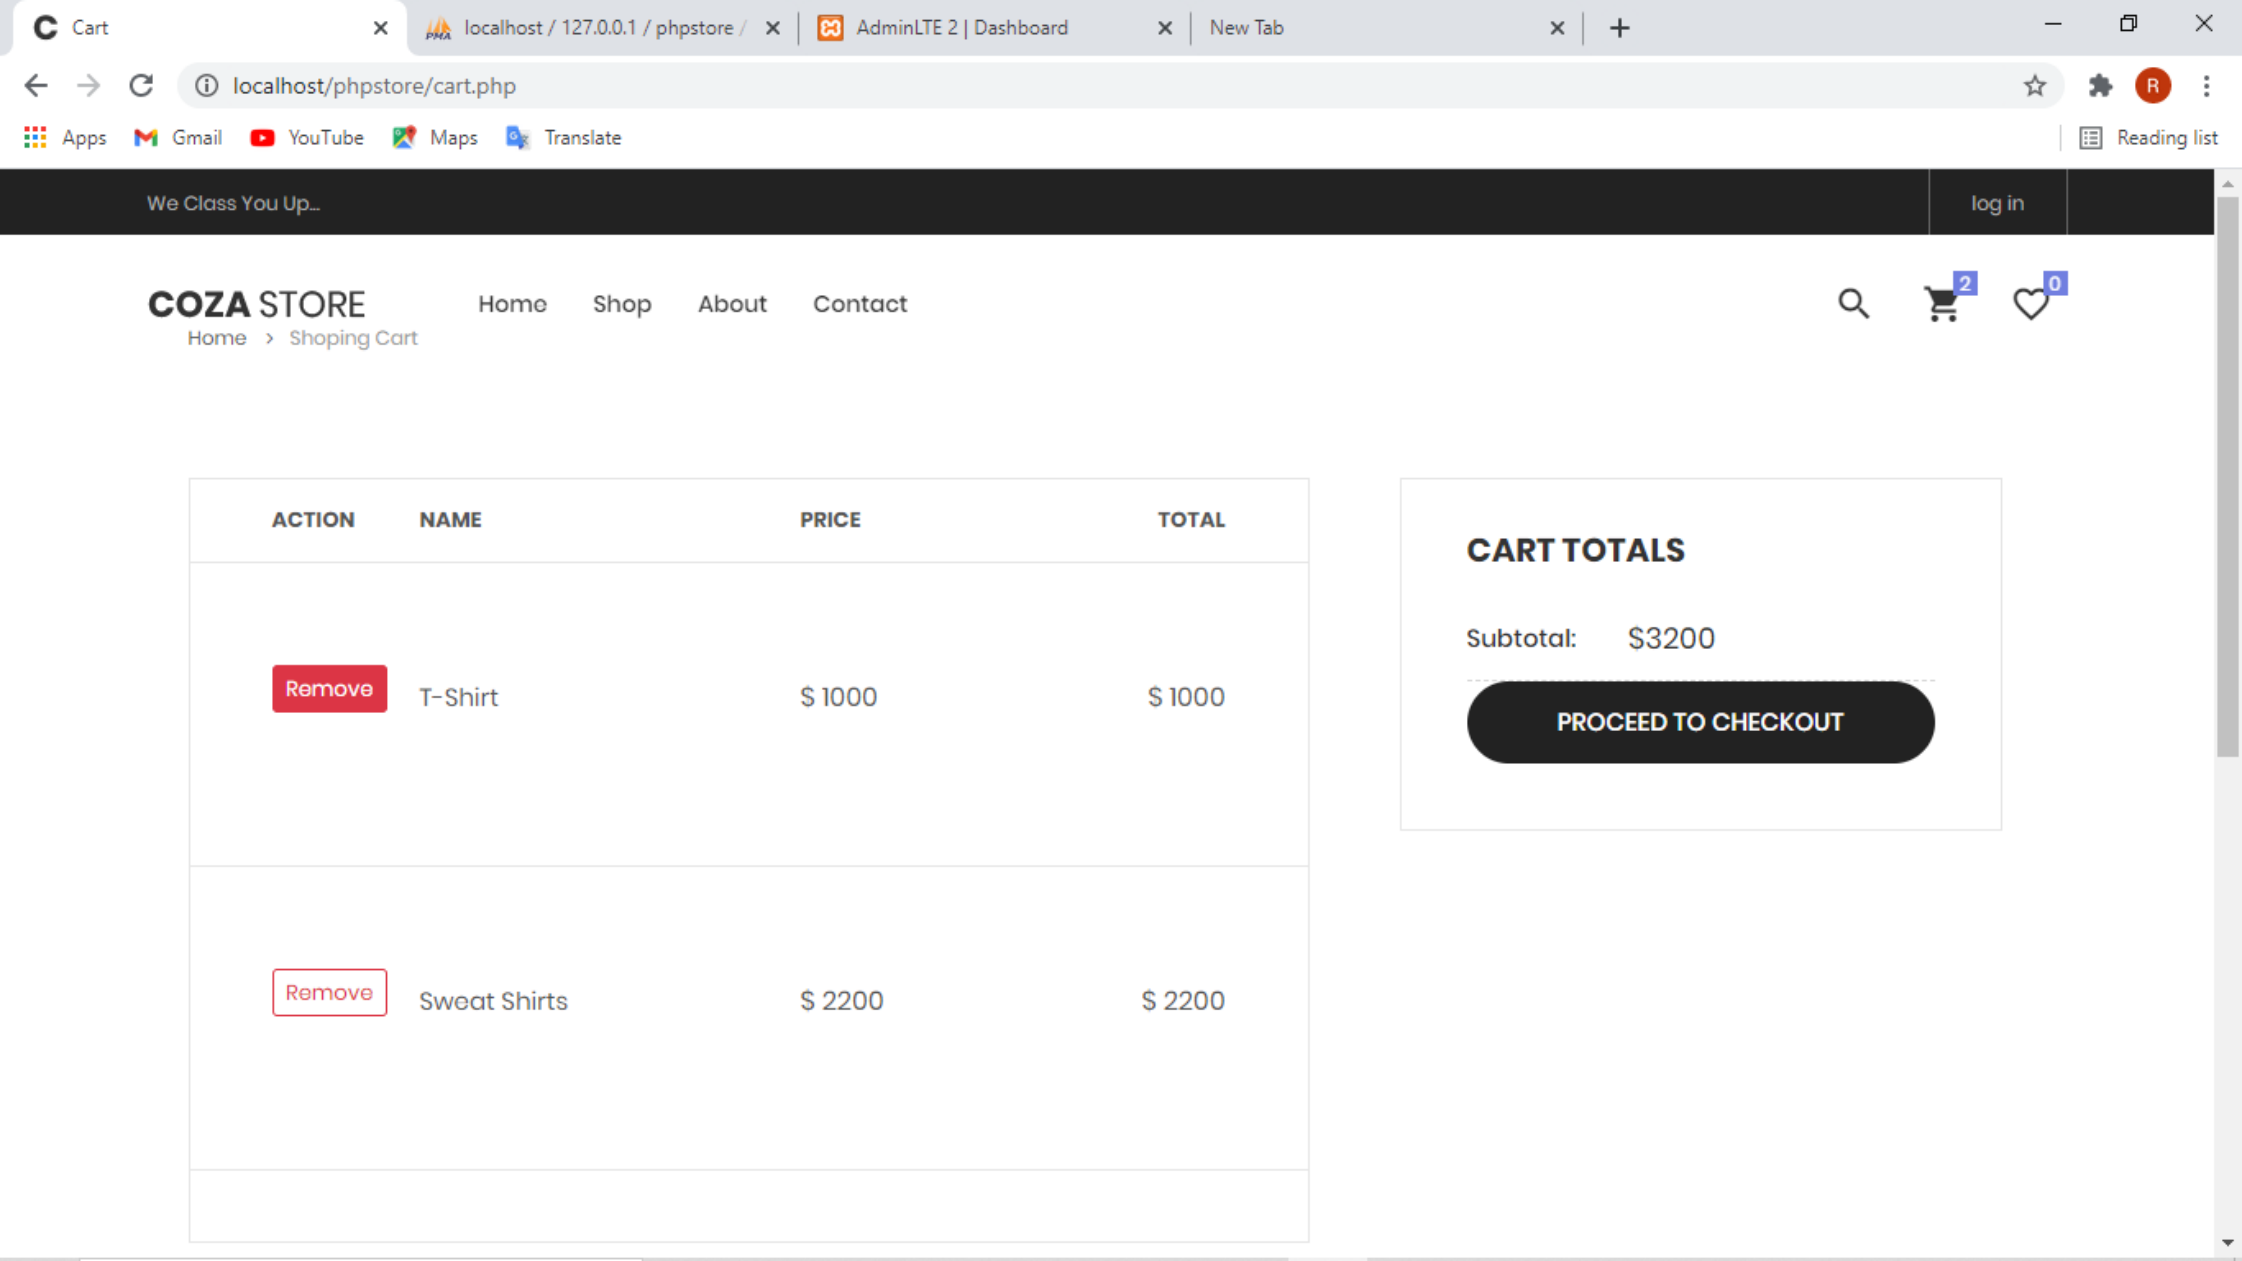 C Cart
PMA localhost / 127.0.0.1 / phpstore /
AdminLTE 2 | Dashboard
New Tab
localhost/phpstore/cart.php
R
Apps
Gmail
YouTube
Maps
Translate
Reading list
We Class You Up...
log in
COZA STORE
Home
Shop
About
Contact
2
0
Home > Shoping Cart
ACTION NAME PRICE TOTAL
Remove T-Shirt $ 1000 $ 1000
Remove Sweat Shirts $ 2200 $ 2200
CART TOTALS
Subtotal: $3200
PROCEED TO CHECKOUT